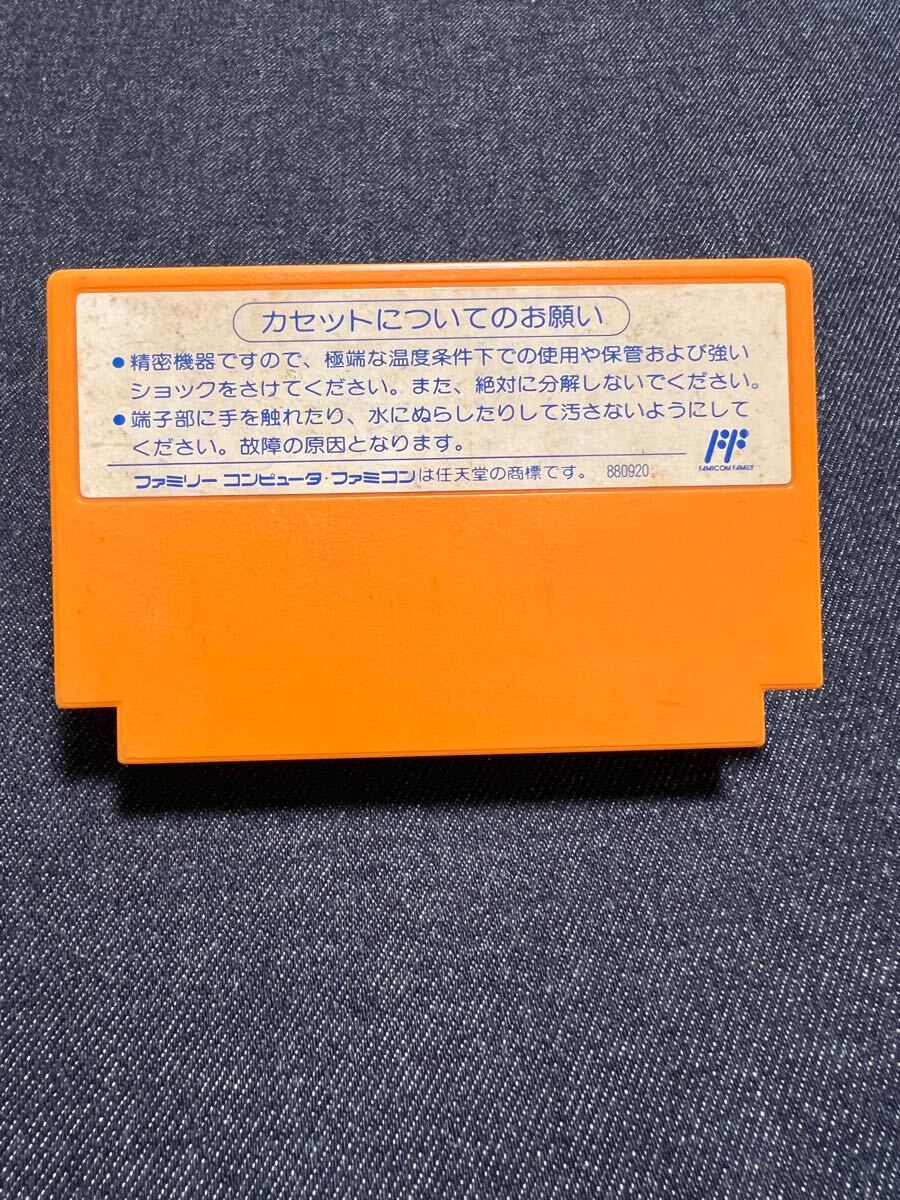 カセットについてのお願い
●精密機器ですので、極端な温度条件下での使用や保管および強い
ショックをさけてください。また、絶対に分解しないでください。
●端子部に手を触れたり、水にぬらしたりして汚さないようにして
ください。故障の原因となります。
FAMICOM FAMILY
ファミリー コンピュータ・ファミコンは任天堂の商標です。 880920